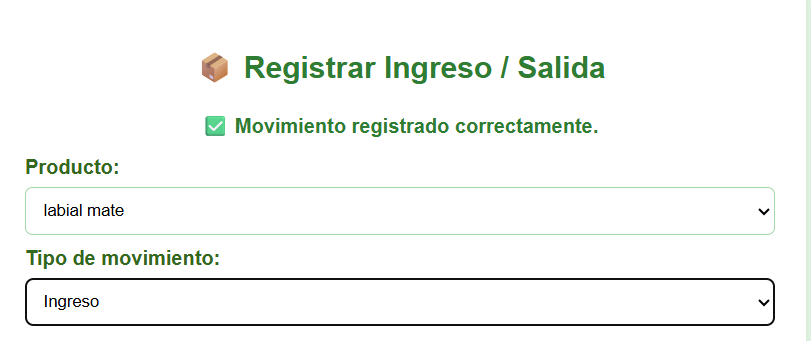 📦 Registrar Ingreso / Salida
✅ Movimiento registrado correctamente.
Producto:
labial mate
Tipo de movimiento:
Ingreso